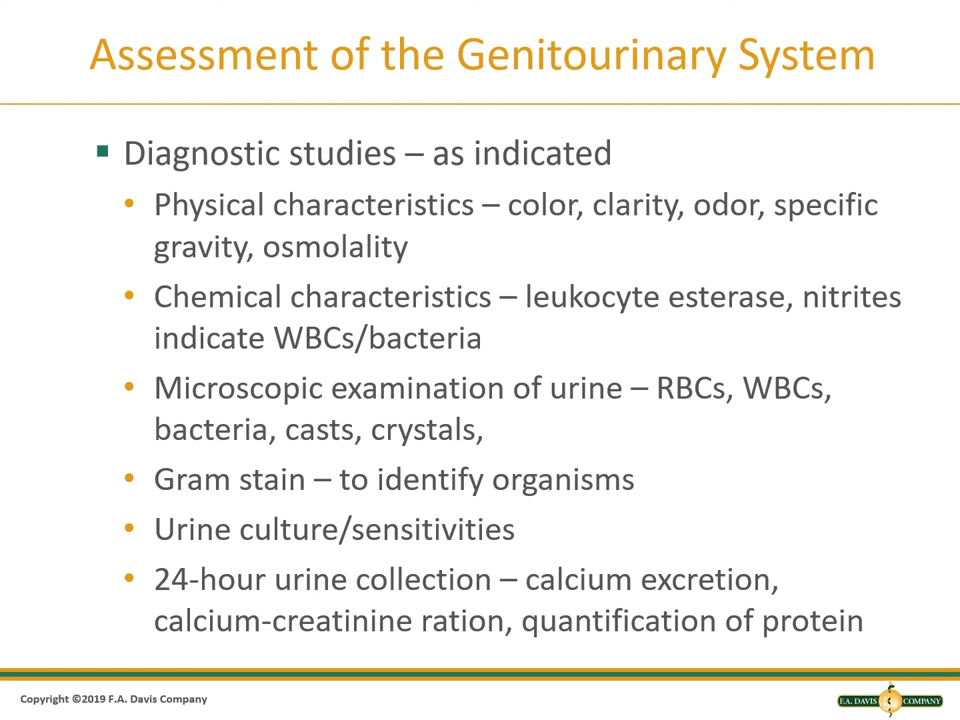 Assessment of the Genitourinary System
▪ Diagnostic studies – as indicated
• Physical characteristics – color, clarity, odor, specific
gravity, osmolality
• Chemical characteristics – leukocyte esterase, nitrites
indicate WBCs/bacteria
• Microscopic examination of urine – RBCs, WBCs,
bacteria, casts, crystals,
• Gram stain – to identify organisms
• Urine culture/sensitivities
• 24-hour urine collection – calcium excretion,
calcium-creatinine ration, quantification of protein
Copyright ©2019 F.A. Davis Company
F.A. DAVIS COMPANY